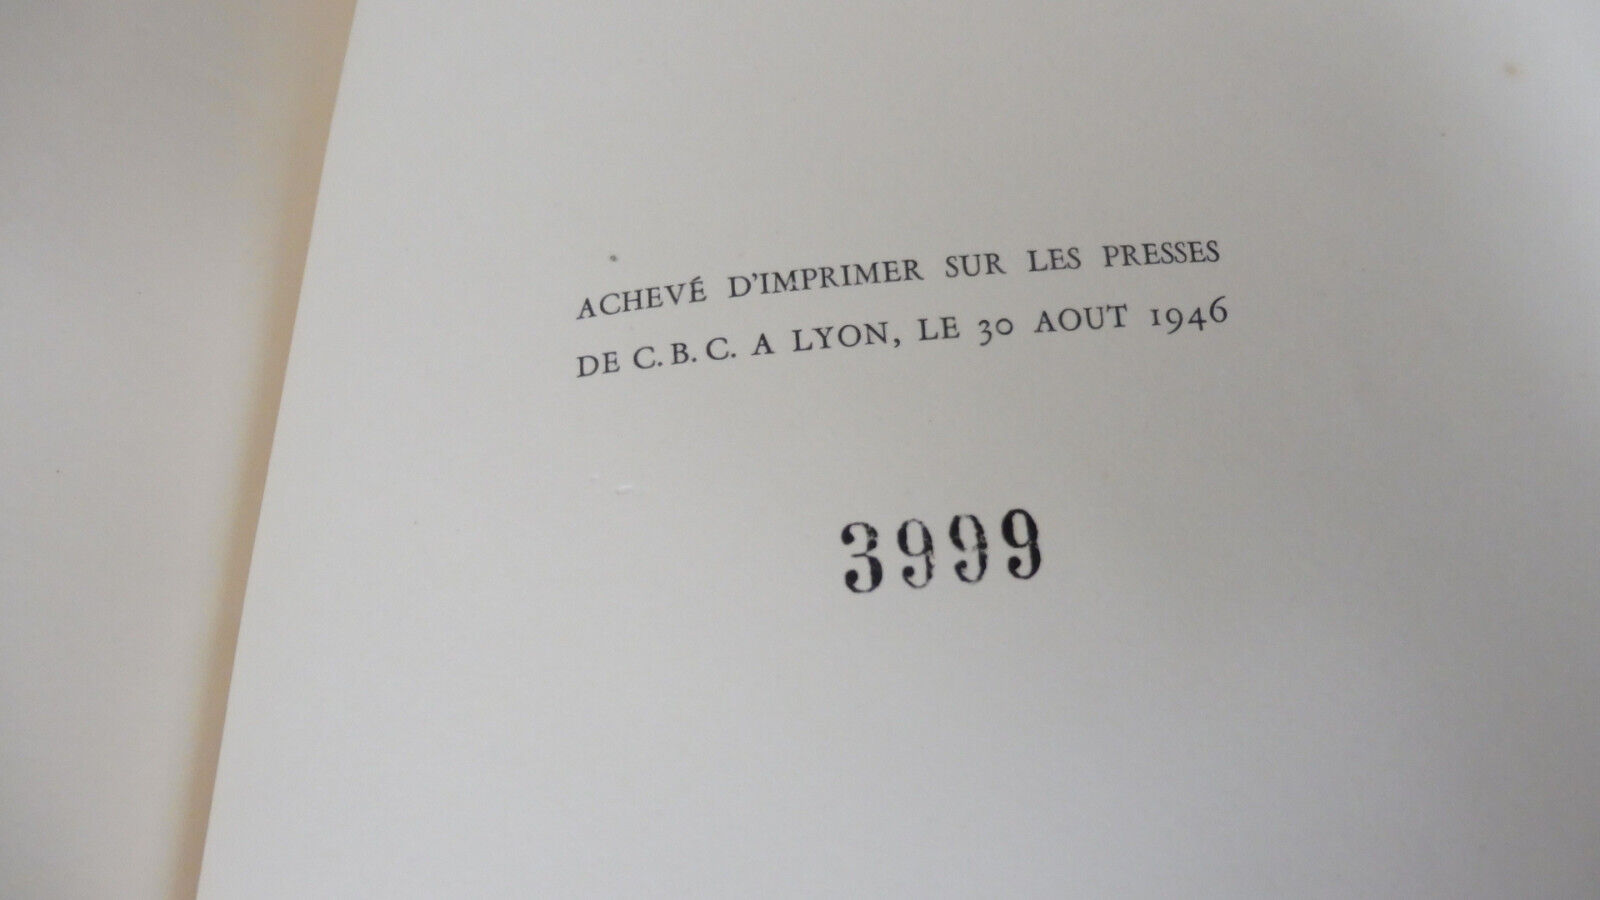 ACHEVÉ D'IMPRIMER SUR LES PRESSES
DE C. B. C. A LYON, LE 30 AOUT 1946
3999